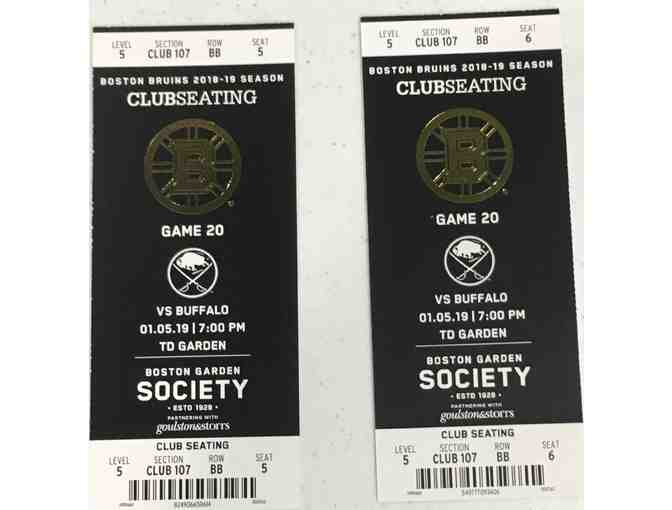 LEVEL SECTION ROW SEAT
5 CLUB 107 BB 5
BOSTON BRUINS 2018-19 SEASON
CLUBSEATING
B
GAME 20
VS BUFFALO
01.05.19 | 7:00 PM
TD GARDEN
BOSTON GARDEN
SOCIETY
• ESTD 1928 •
PARTNERING WITH
goulston&storrs
CLUB SEATING
LEVEL SECTION ROW SEAT
5 CLUB 107 BB 5
LEVEL SECTION ROW SEAT
5 CLUB 107 BB 6
BOSTON BRUINS 2018-19 SEASON
CLUBSEATING
B
GAME 20
VS BUFFALO
01.05.19 | 7:00 PM
TD GARDEN
BOSTON GARDEN
SOCIETY
• ESTD 1928 •
PARTNERING WITH
goulston&storrs
CLUB SEATING
LEVEL SECTION ROW SEAT
5 CLUB 107 BB 6